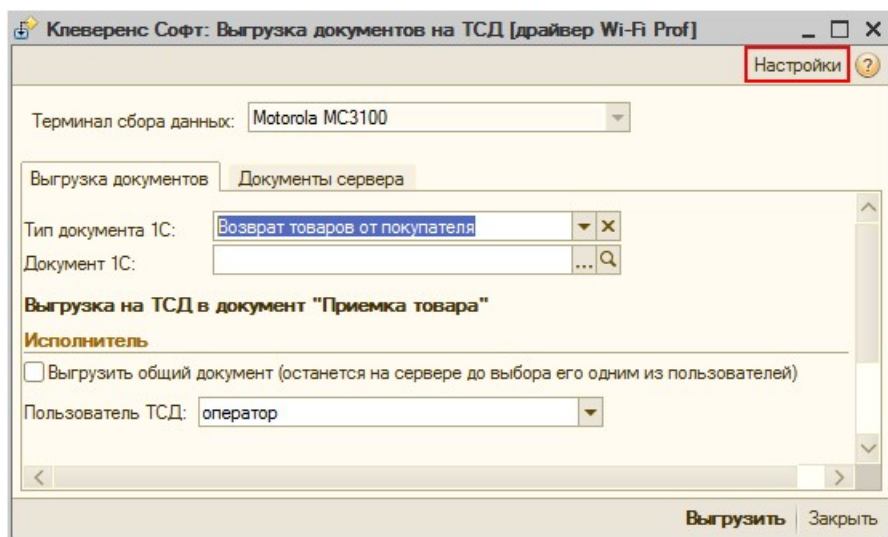 Клеверенс Софт: Выгрузка документов на ТСД [драйвер Wi-Fi Prof]
Настройки ?
Терминал сбора данных: Motorola MC3100
Выгрузка документов Документы сервера
Тип документа 1С: Возврат товаров от покупателя
Документ 1С: ...
Выгрузка на ТСД в документ "Приемка товара"
Исполнитель
Выгрузить общий документ (останется на сервере до выбора его одним из пользователей)
Пользователь ТСД: оператор
Выгрузить Закрыть